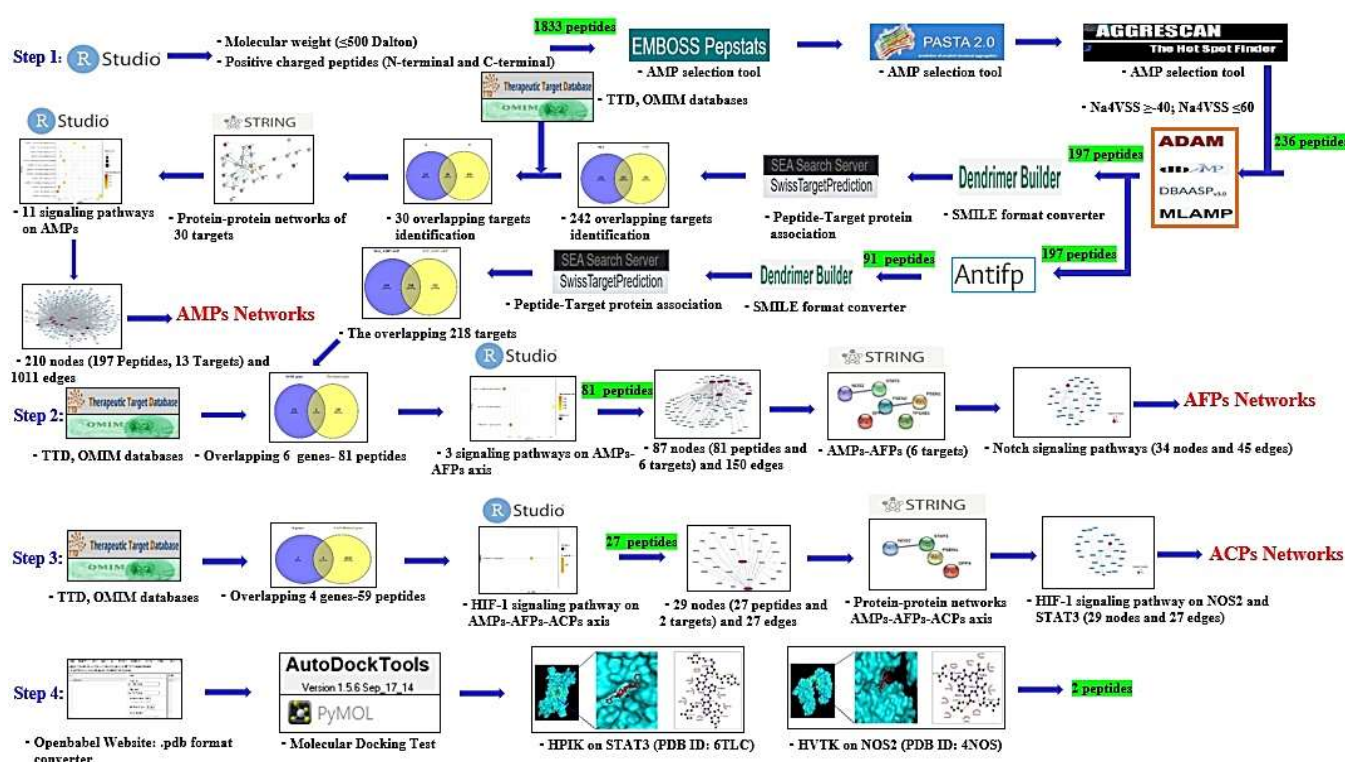 Step 1:
R Studio
- Molecular weight (≤500 Dalton)
- Positive charged peptides (N-terminal and C-terminal)
1833 peptides
EMBOSS Pepstats
- AMP selection tool
PASTA 2.0
- AMP selection tool
AGGRESCAN
The Hot Spot Finder
- AMP selection tool
- Na4VSS ≥-40; Na4VSS ≤60
236 peptides
Therapeutic Target Database
OMIM
- TTD, OMIM databases
ADAM
dbAMP
DBAASP v3.0
MLAMP
197 peptides
Dendrimer Builder
- SMILE format converter
SEA Search Server
SwissTargetPrediction
- Peptide-Target protein
association
- 242 overlapping targets
identification
- 30 overlapping targets
identification
STRING
- Protein-protein networks of
30 targets
R Studio
- 11 signaling pathways
on AMPs
197 peptides
Antifp
91 peptides
Dendrimer Builder
- SMILE format converter
SEA Search Server
SwissTargetPrediction
- Peptide-Target protein association
- The overlapping 218 targets
AMPs Networks
- 210 nodes (197 Peptides, 13 Targets) and
1011 edges
Step 2:
Therapeutic Target Database
OMIM
- TTD, OMIM databases
- Overlapping 6 genes- 81 peptides
R Studio
- 3 signaling pathways on AMPs-
AFPs axis
81 peptides
- 87 nodes (81 peptides and
6 targets) and 150 edges
STRING
- AMPs-AFPs (6 targets)
- Notch signaling pathways (34 nodes and 45 edges)
AFPs Networks
Step 3:
Therapeutic Target Database
OMIM
- TTD, OMIM databases
- Overlapping 4 genes-59 peptides
R Studio
- HIF-1 signaling pathway on
AMPs-AFPs-ACPs axis
27 peptides
- 29 nodes (27 peptides and
2 targets) and 27 edges
STRING
- Protein-protein networks
AMPs-AFPs-ACPs axis
- HIF-1 signaling pathway on NOS2 and
STAT3 (29 nodes and 27 edges)
ACPs Networks
Step 4:
- Openbabel Website: .pdb format
converter
AutoDockTools
Version 1.5.6 Sep_17_14
PyMOL
- Molecular Docking Test
- HPIK on STAT3 (PDB ID: 6TLC)
- HVTK on NOS2 (PDB ID: 4NOS)
2 peptides